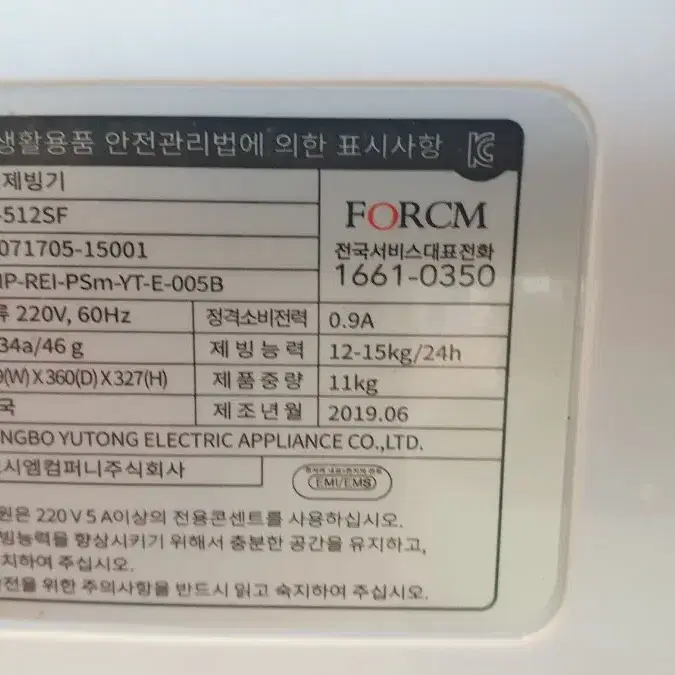 생활용품 안전관리법에 의한 표시사항
제빙기
-512SF
071705-15001
IP-REI-PSm-YT-E-005B
FORCM
전국서비스대표전화
1661-0350
류 220V, 60Hz 정격소비전력 0.9A
34a/46 g 제빙능력 12-15kg/24h
9(W)X360(D)X327(H) 제품중량 11kg
국 제조년월 2019.06
NGBO YUTONG ELECTRIC APPLIANCE CO.,LTD.
시엠컴퍼니주식회사
EMI/EMS
원은 220V 5A이상의 전용콘센트를 사용하십시오.
빙능력을 향상시키기 위해서 충분한 공간을 유지하고,
치하여 주십시오.
안전을 위한 주의사항을 반드시 읽고 숙지하여 주십시오.